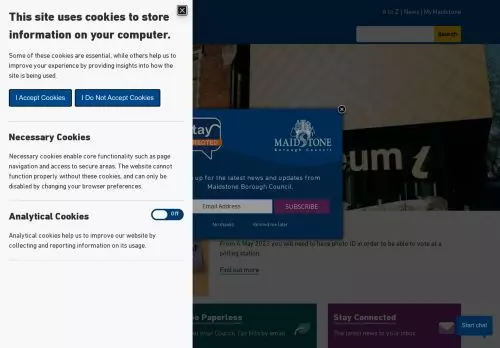 This site uses cookies to store
information on your computer.
Some of these cookies are essential, while others help us to
improve your experience by providing insights into how the
site is being used.
I Accept Cookies
I Do Not Accept Cookies
Necessary Cookies
Necessary cookies enable core functionality such as page
navigation and access to secure areas. The website cannot
function properly without these cookies, and can only be
disabled by changing your browser preferences.
Analytical Cookies
Off
Analytical cookies help us to improve our website by
collecting and reporting information on its usage.
A to Z | News | My Maidstone
Search
eum
MAIDSTONE
Borough Council
up for the latest news and updates from
Maidstone Borough Council.
Email Address
SUBSCRIBE
No thanks
Remind me later
From 4 May 2023 you will need to have photo ID in order to be able to vote at a
polling station.
Find out more
Paperless
your Council Tax bills by email
Stay Connected
The latest news to your inbox
Start chat